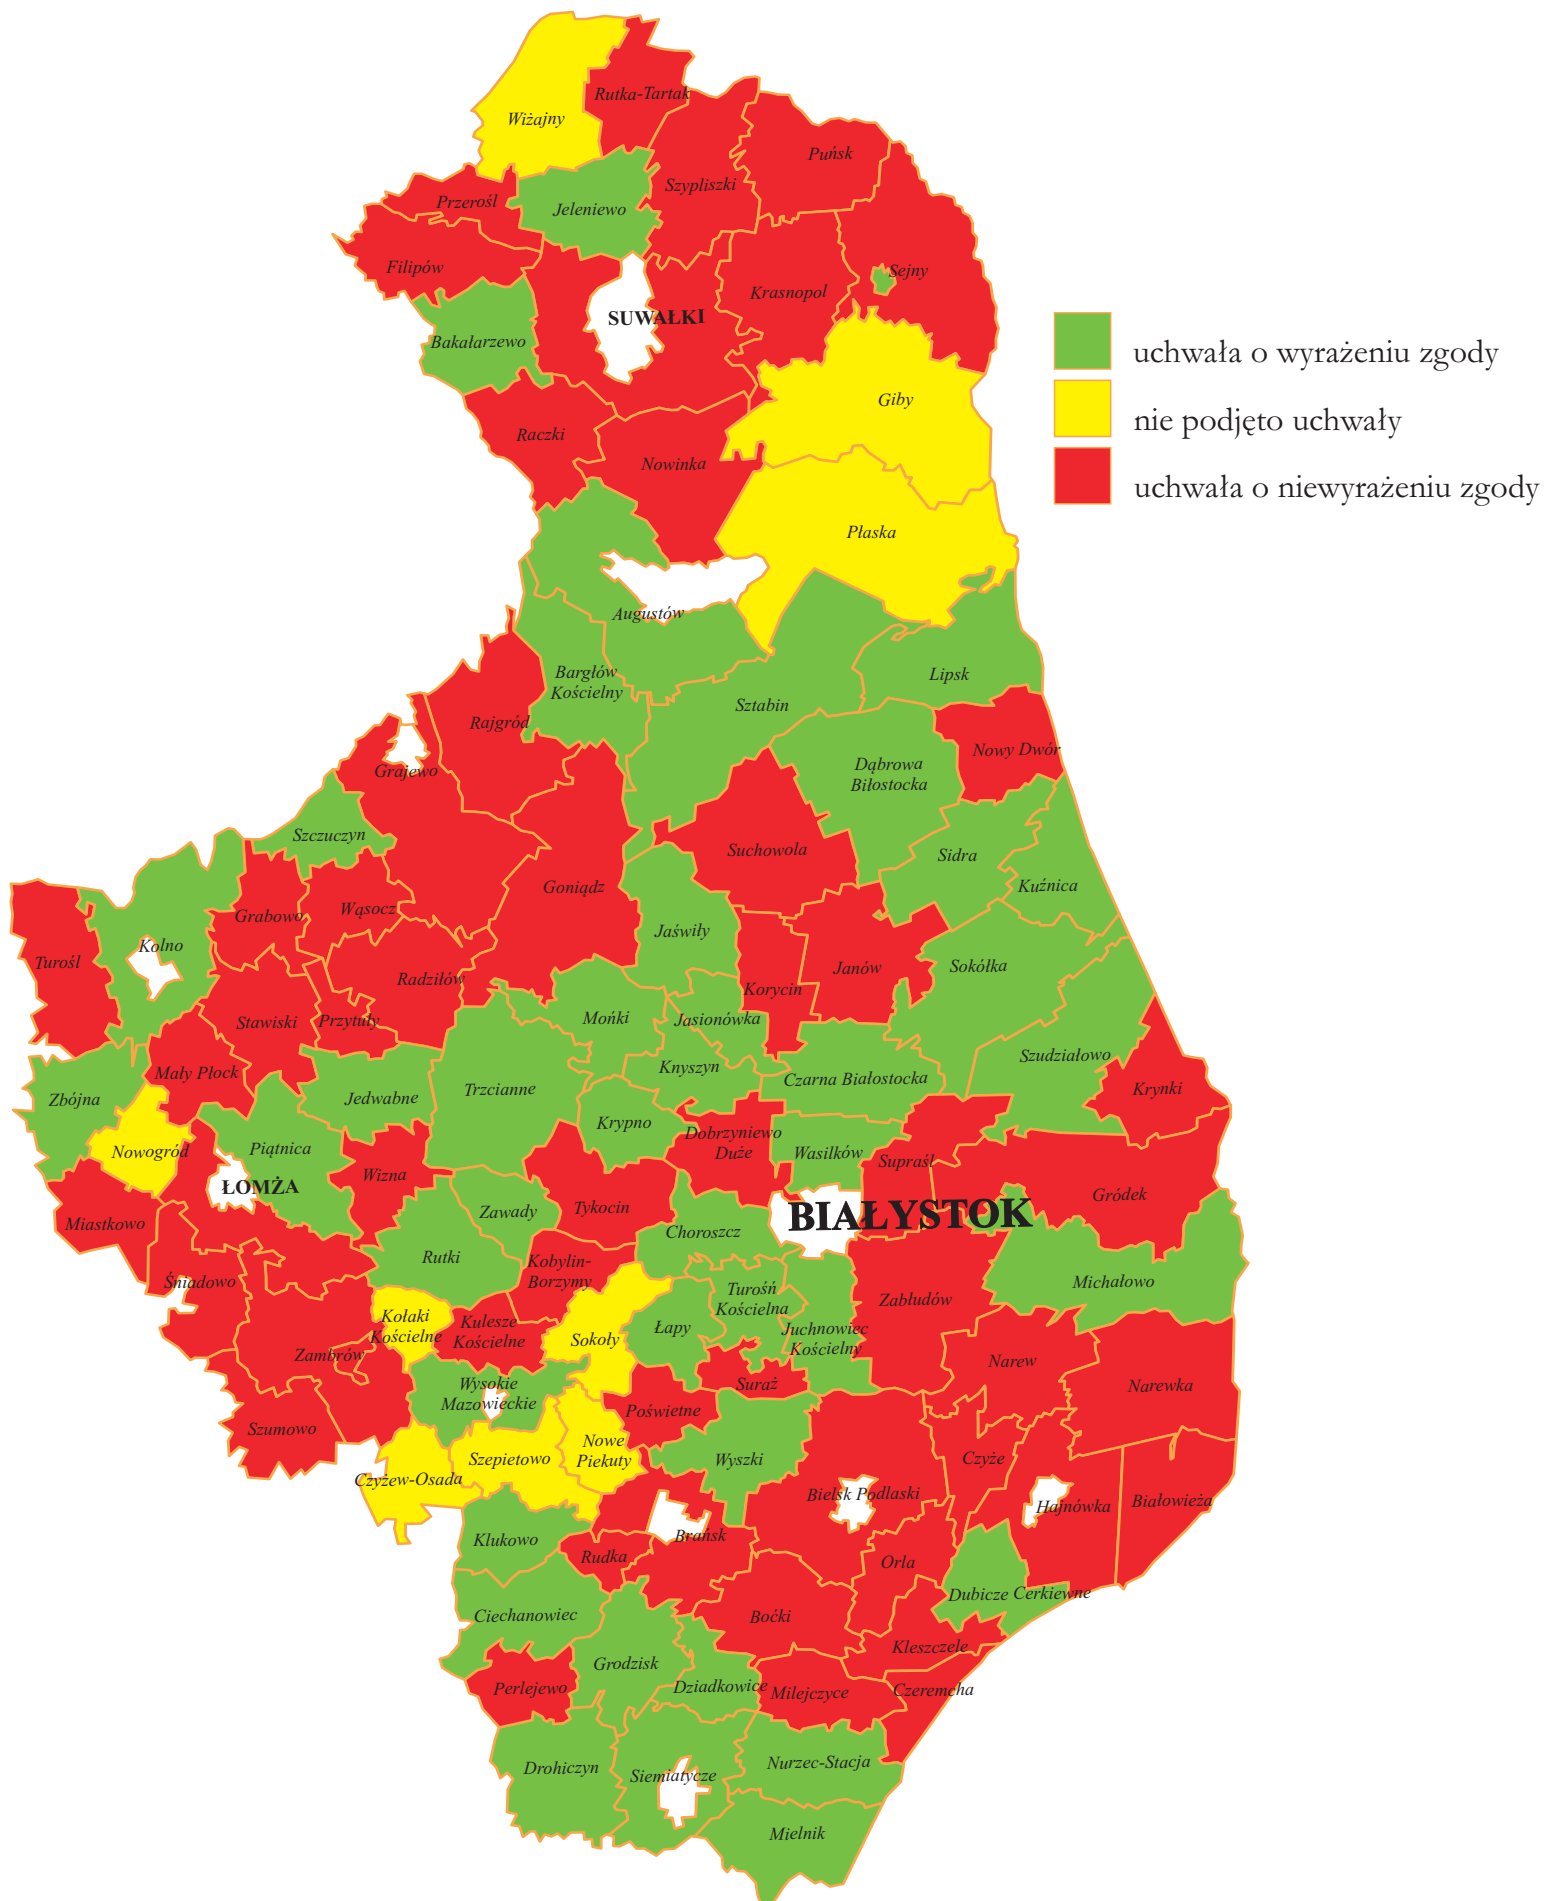 Rutka-Tartak
Wiżajny
Puńsk
Szypliszki
Przerośl
Jeleniewo
Filipów
Sejny
Krasnopol
SUWAŁKI
Bakałarzewo
uchwała o wyrażeniu zgody
Giby
nie podjęto uchwały
Raczki
Nowinka
uchwała o niewyrażeniu zgody
Płaska
Augustów
Bargłów
Kościelny
Lipsk
Sztabin
Rajgród
Nowy Dwór
Grajewo
Dąbrowa
Biłostocka
Szczuczyn
Suchowola
Sidra
Kuźnica
Goniądz
Grabowo
Wąsocz
Jaświły
Kolno
Turośl
Janów
Sokółka
Radziłów
Korycin
Stawiski
Przytuły
Mońki
Jasionówka
Szudziałowo
Mały Płock
Knyszyn
Czarna Białostocka
Krynki
Zbójna
Jedwabne
Trzcianne
Krypno
Dobrzyniewo
Duże
Nowogród
Piątnica
Wasilków
Supraśl
Wizna
ŁOMŻA
Gródek
Miastkowo
Zawady
Tykocin
BIAŁYSTOK
Choroszcz
Rutki
Kobylin-
Borzymy
Śniadowo
Michałowo
Turośń
Kościelna
Zabłudów
Kołaki
Kościelne
Kulesze
Kościelne
Sokoły
Łapy
Juchnowiec
Kościelny
Zambrów
Narew
Wysokie
Mazowieckie
Suraż
Narewka
Poświetne
Szumowo
Nowe
Piekuty
Szepietowo
Wyszki
Czyże
Czyżew-Osada
Bielsk Podlaski
Hajnówka
Białowieża
Klukowo
Brańsk
Rudka
Orla
Dubicze Cerkiewne
Ciechanowiec
Boćki
Kleszczele
Grodzisk
Perlejewo
Dziadkowice
Milejczyce
Czeremcha
Drohiczyn
Siemiatycze
Nurzec-Stacja
Mielnik